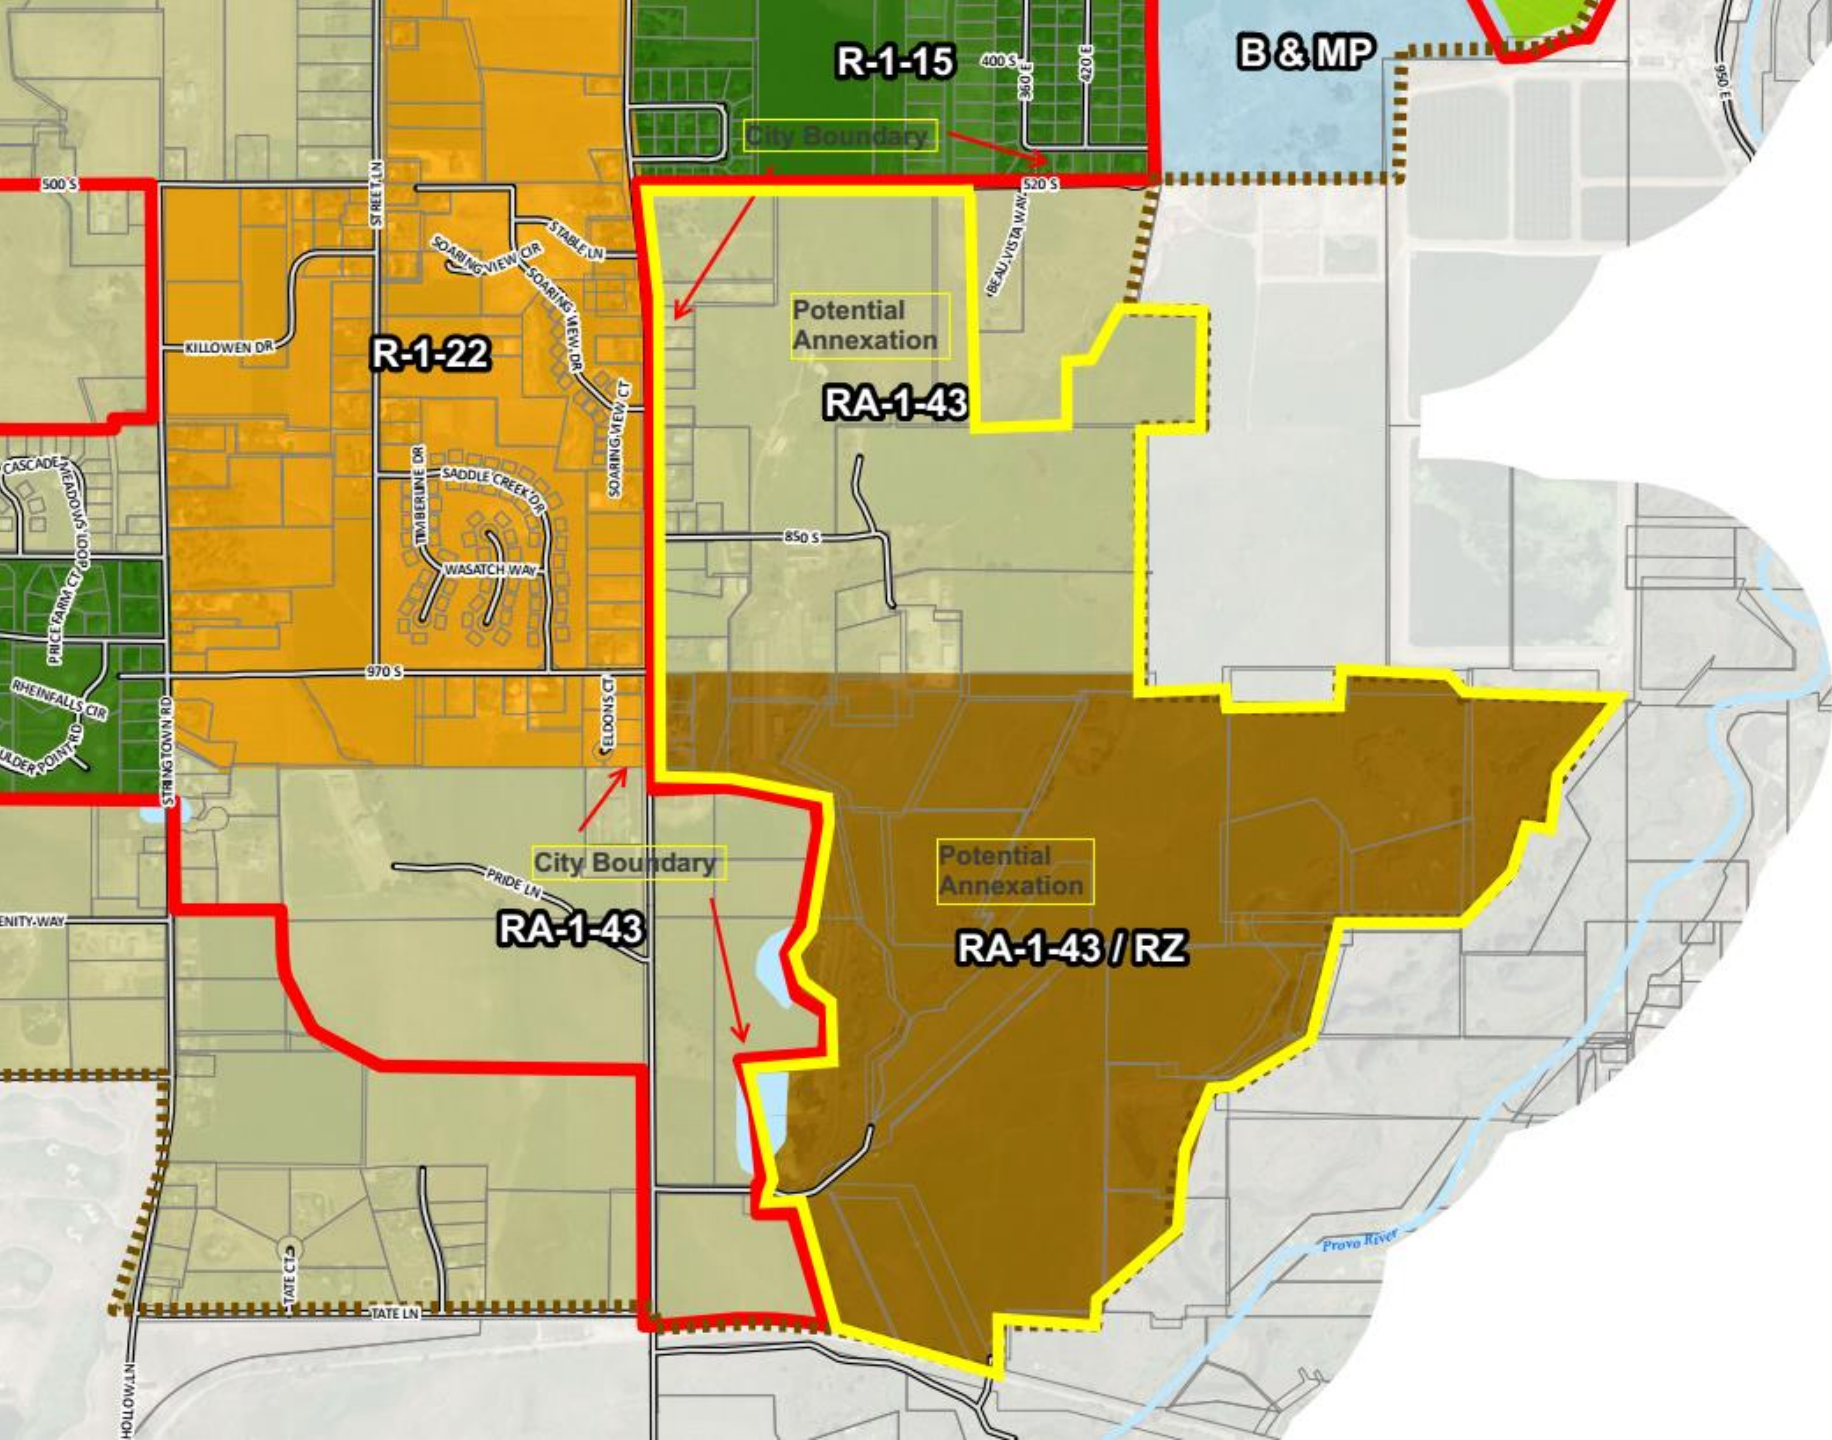 R-1-15
400 S
360 E
420 E
B & MP
950 E
City Boundary
500 S
STREET LN
520 S
STABLE LN
SOARING VIEW CIR
SOARING VIEW DR
BEAU VISTA WAY
Potential
Annexation
KILLOWEN DR
R-1-22
RA-1-43
SOARING VIEW CT
CASCADE MEADOWS LOOP
TIMBERLINE DR
SADDLE CREEK DR
850 S
WASATCH WAY
PRICE FARM CT
970 S
RHEINFALLS CIR
ULDER POINT RD
STRINGTOWN RD
ELDONS CT
City Boundary
Potential
Annexation
PRIDE LN
ENITY WAY
RA-1-43
RA-1-43 / RZ
Provo River
TATE CT
TATE LN
HOLLOW LN